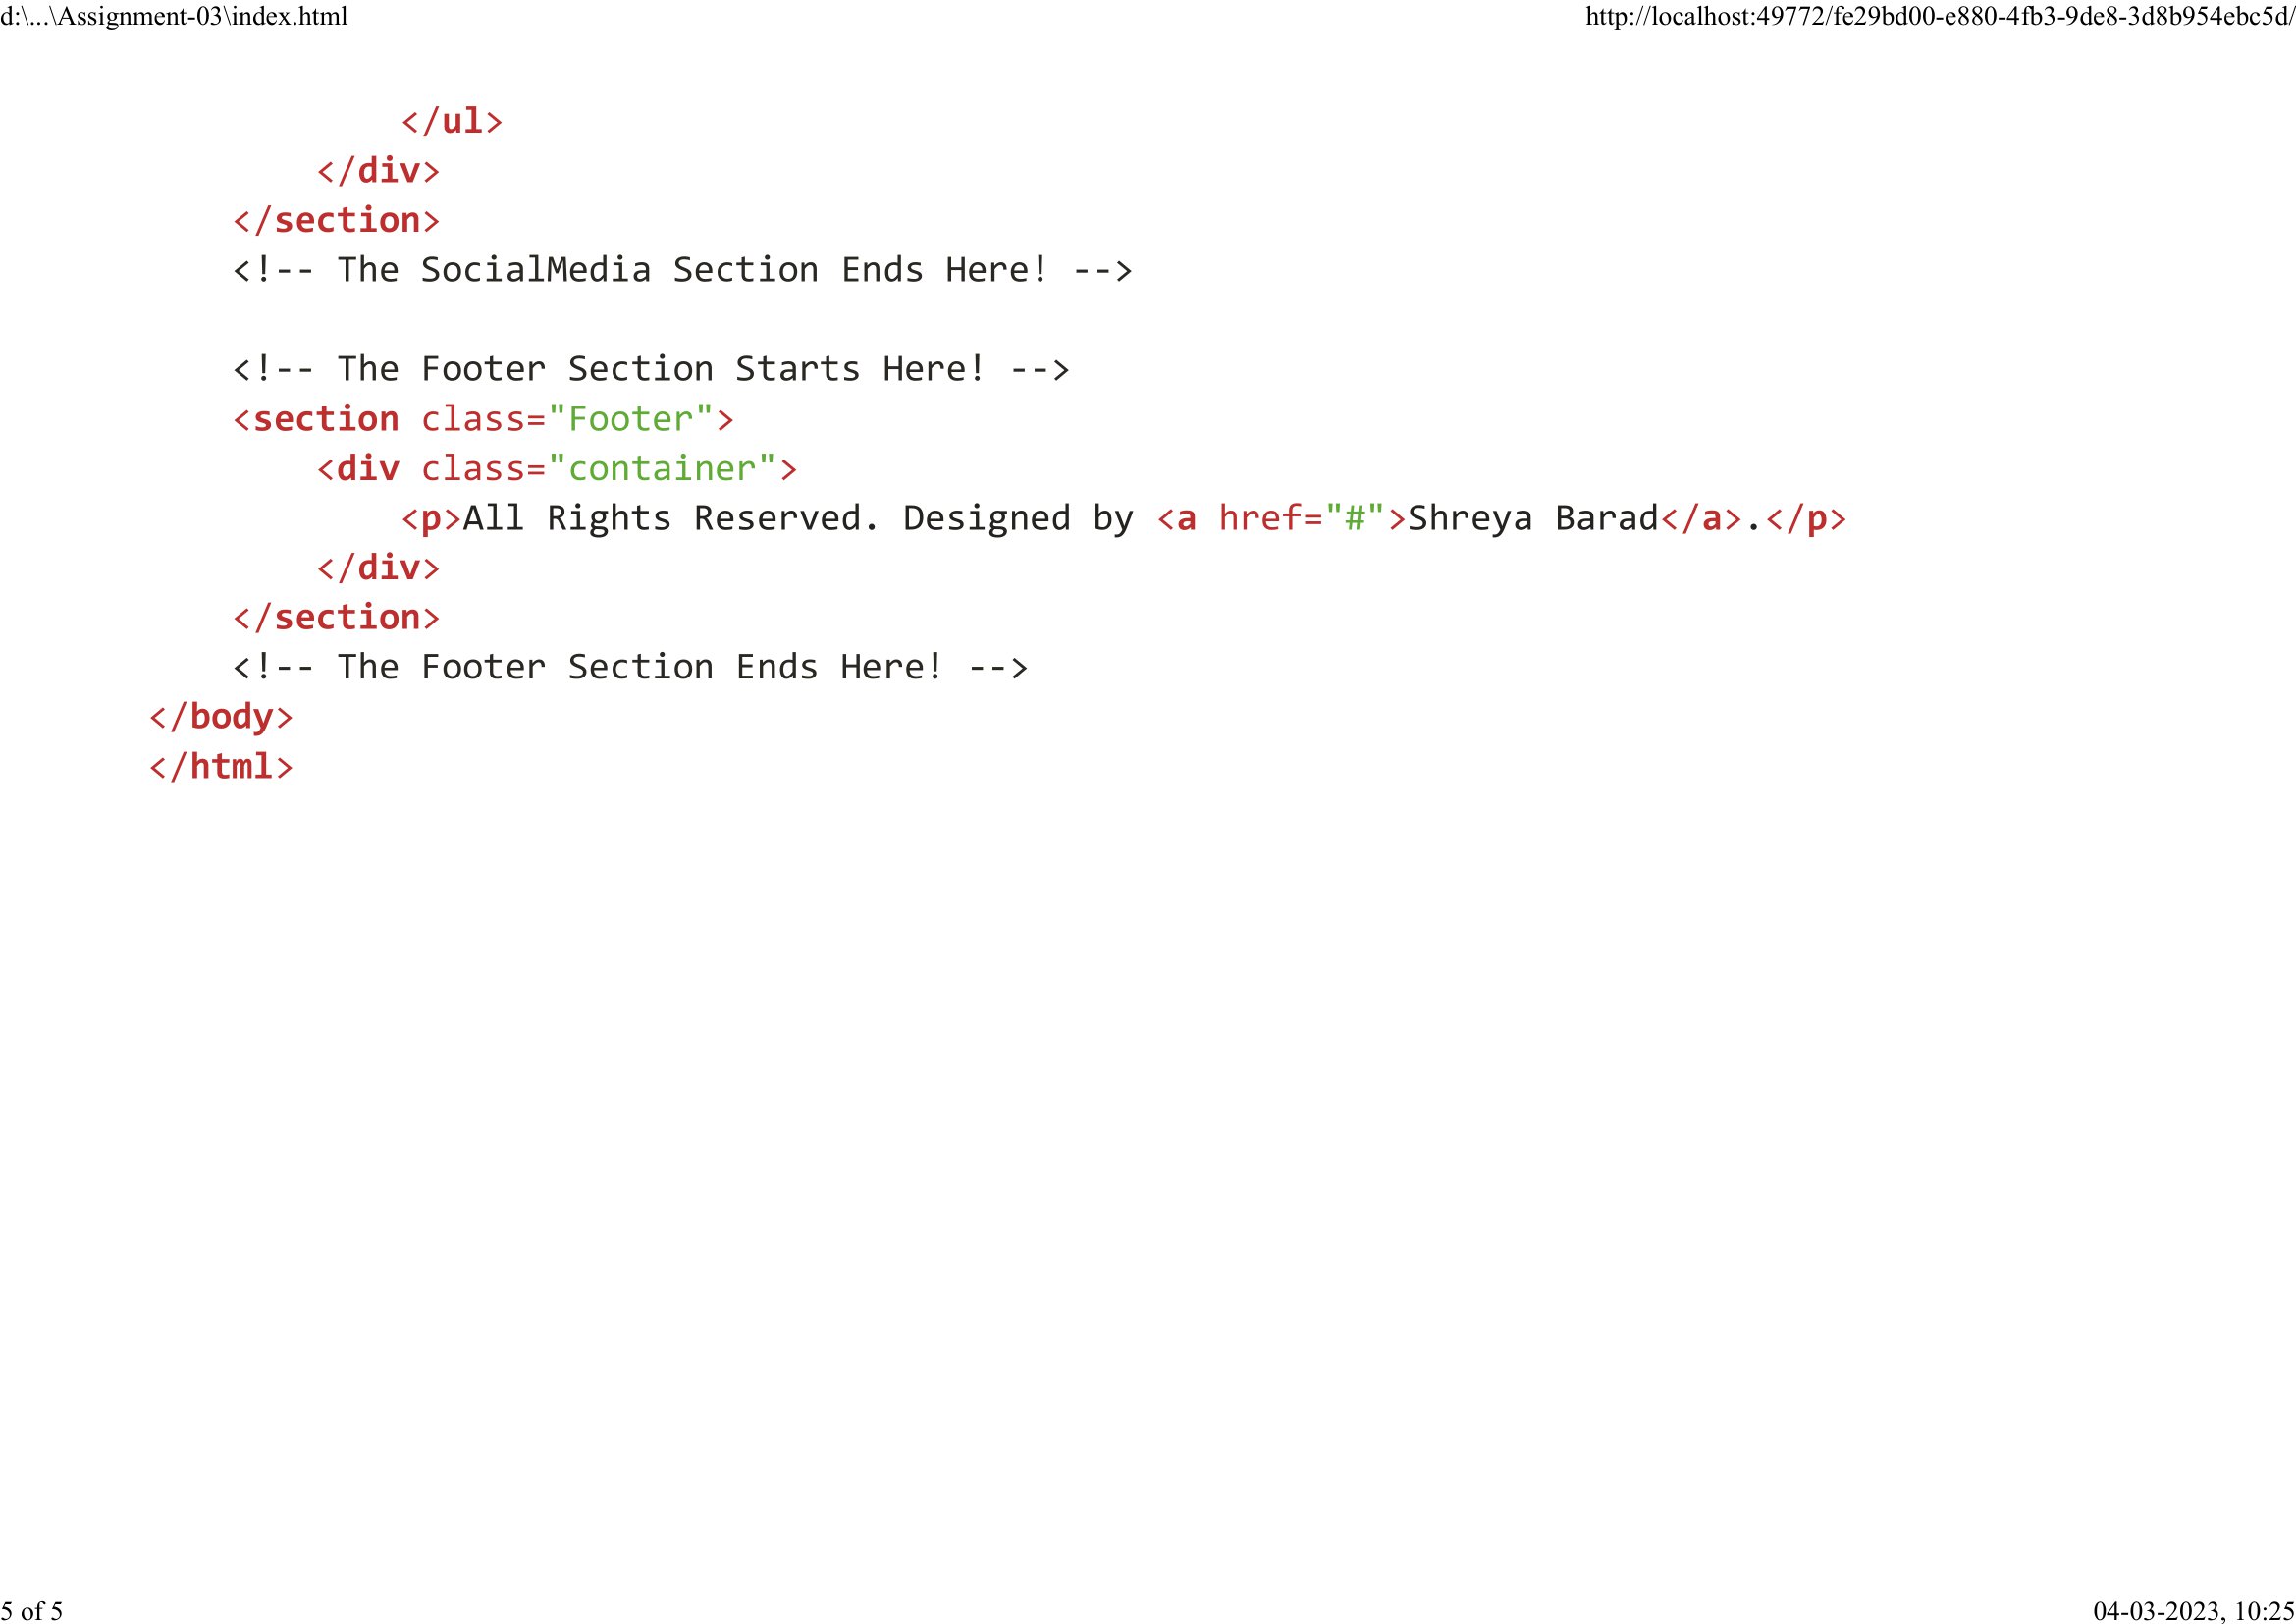 d:\...\Assignment-03\index.html
http://localhost:49772/fe29bd00-e880-4fb3-9de8-3d8b954ebc5d/
</ul>
</div>
</section>
<!-- The SocialMedia Section Ends Here! -->
<!-- The Footer Section Starts Here! -->
<section class="Footer">
<div class="container">
<p>All Rights Reserved. Designed by <a href="#">Shreya Barad</a>.</p>
</div>
</section>
<!-- The Footer Section Ends Here! -->
</body>
</html>
5 of 5
04-03-2023, 10:25